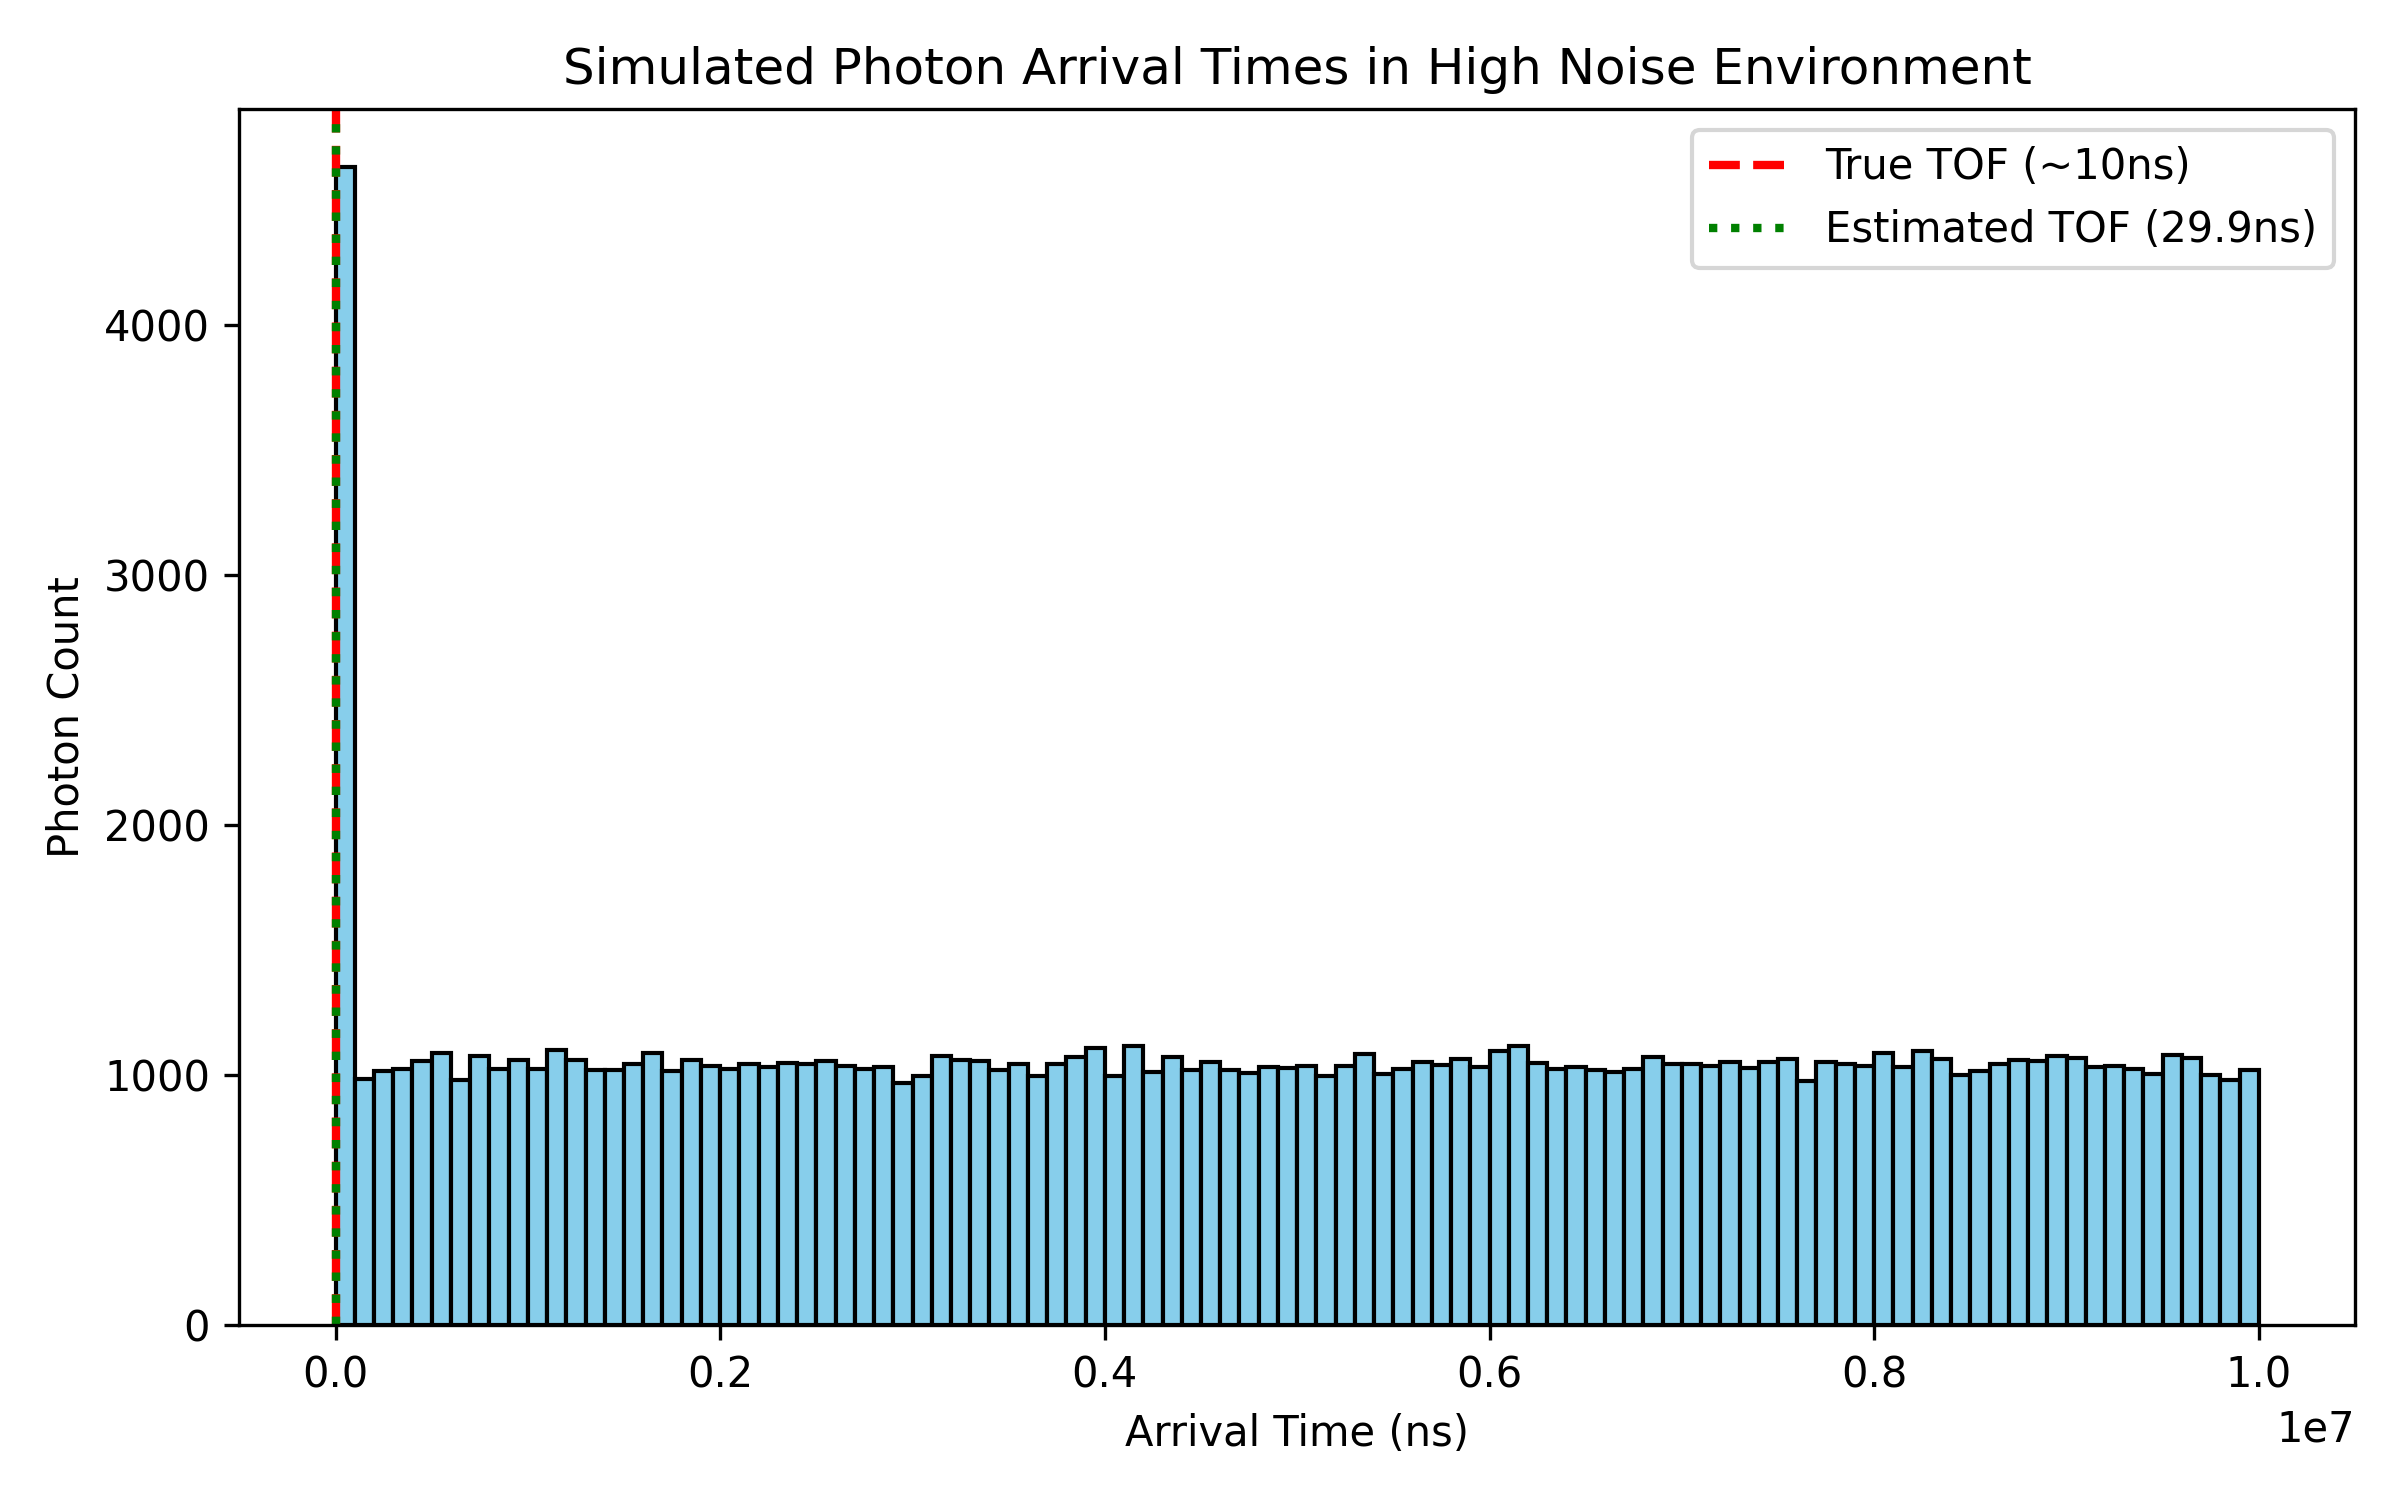 Simulated Photon Arrival Times in High Noise Environment
True TOF (~10ns)
Estimated TOF (29.9ns)
Photon Count
4000
3000
2000
1000
0
0.0 0.2 0.4 0.6 0.8 1.0
1e7
Arrival Time (ns)